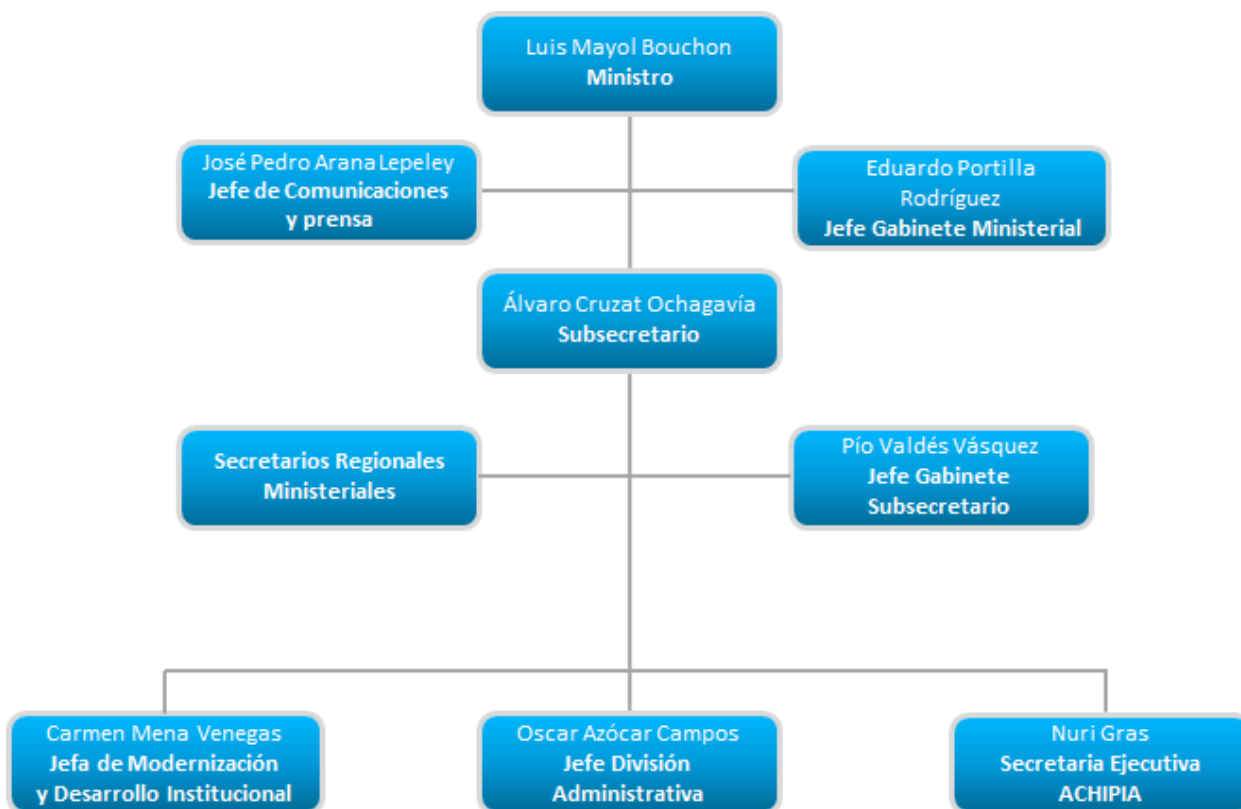 Luis Mayol Bouchon
Ministro
José Pedro Arana Lepeley
Jefe de Comunicaciones
y prensa
Eduardo Portilla
Rodríguez
Jefe Gabinete Ministerial
Álvaro Cruzat Ochagavía
Subsecretario
Secretarios Regionales
Ministeriales
Pío Valdés Vásquez
Jefe Gabinete
Subsecretario
Carmen Mena Venegas
Jefa de Modernización
y Desarrollo Institucional
Oscar Azócar Campos
Jefe División
Administrativa
Nuri Gras
Secretaria Ejecutiva
ACHIPIA